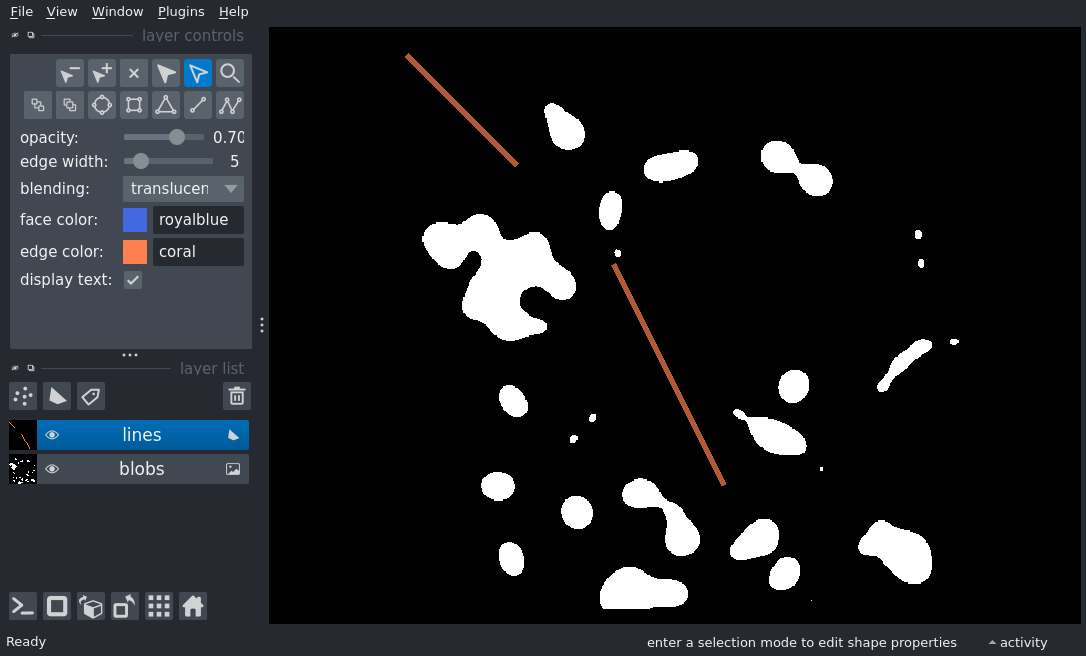 File View Window Plugins Help
layer controls
opacity: 0.70
edge width: 5
blending: translucen
face color: royalblue
edge color: coral
display text:
layer list
lines
blobs
Ready enter a selection mode to edit shape properties activity